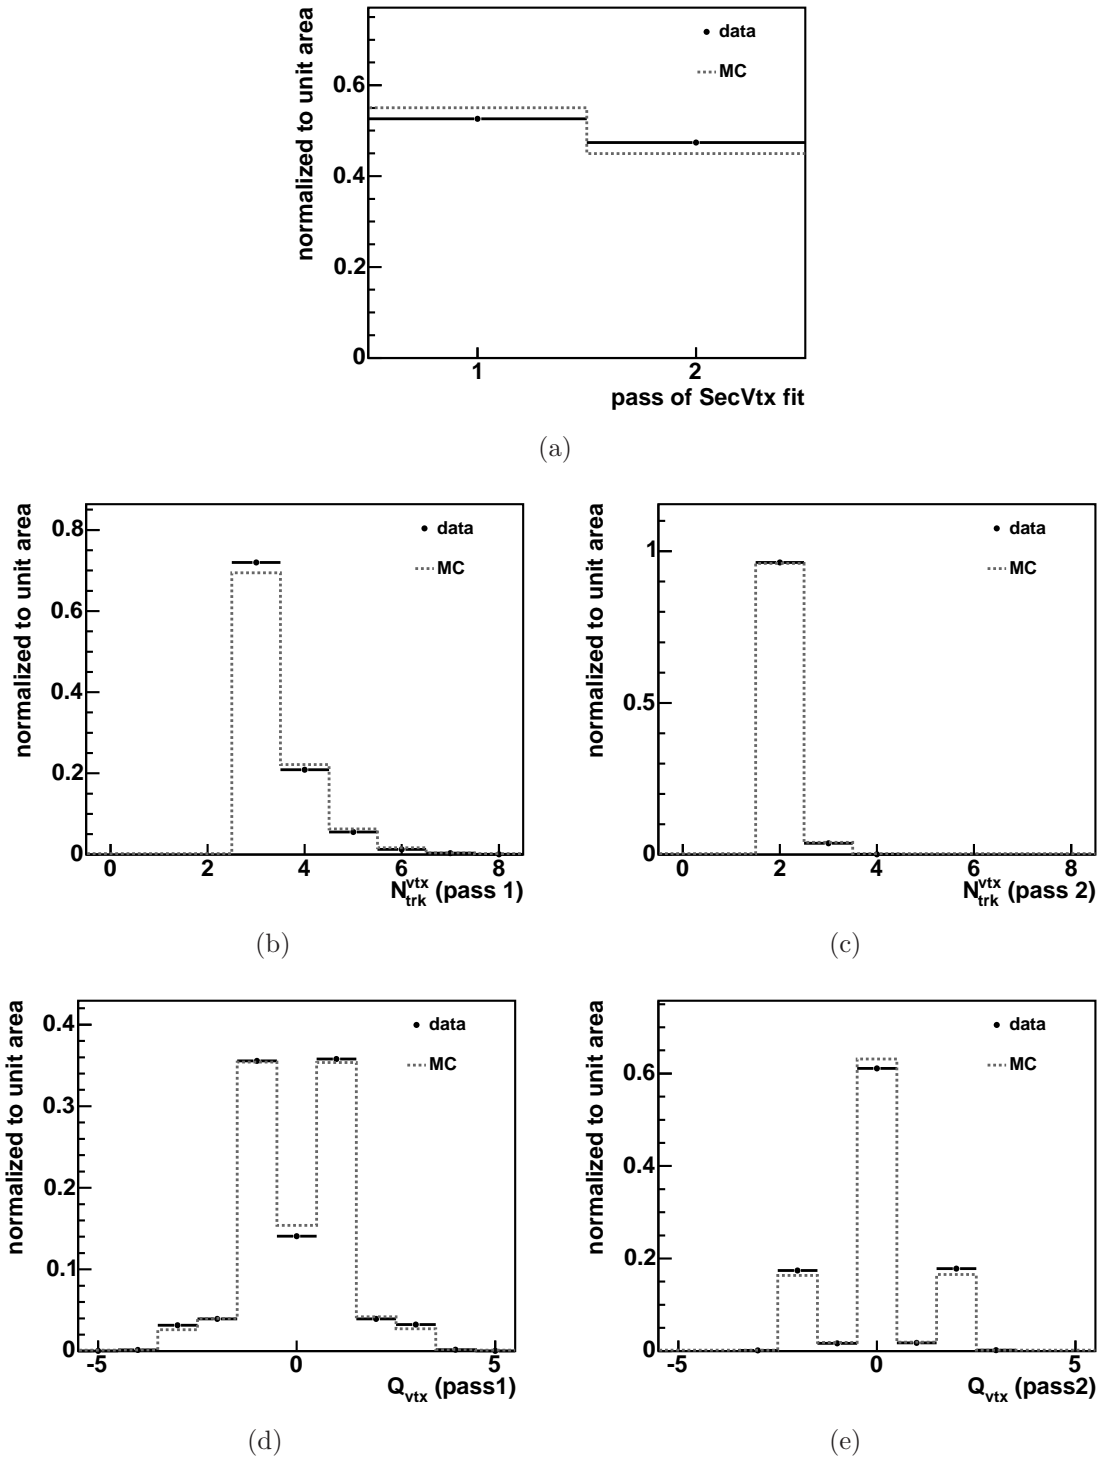 normalized to unit area
0.6
0.4
0.2
0
1
2
data
MC
pass of SecVtx fit
(a)
normalized to unit area
0.8
0.6
0.4
0.2
0
0
2
4
6
8
data
MC
N_trk^vtx (pass 1)
(b)
normalized to unit area
1
0.5
0
0
2
4
6
8
data
MC
N_trk^vtx (pass 2)
(c)
normalized to unit area
0.4
0.3
0.2
0.1
0
-5
0
5
data
MC
Q_vtx (pass1)
(d)
normalized to unit area
0.6
0.4
0.2
0
-5
0
5
data
MC
Q_vtx (pass2)
(e)